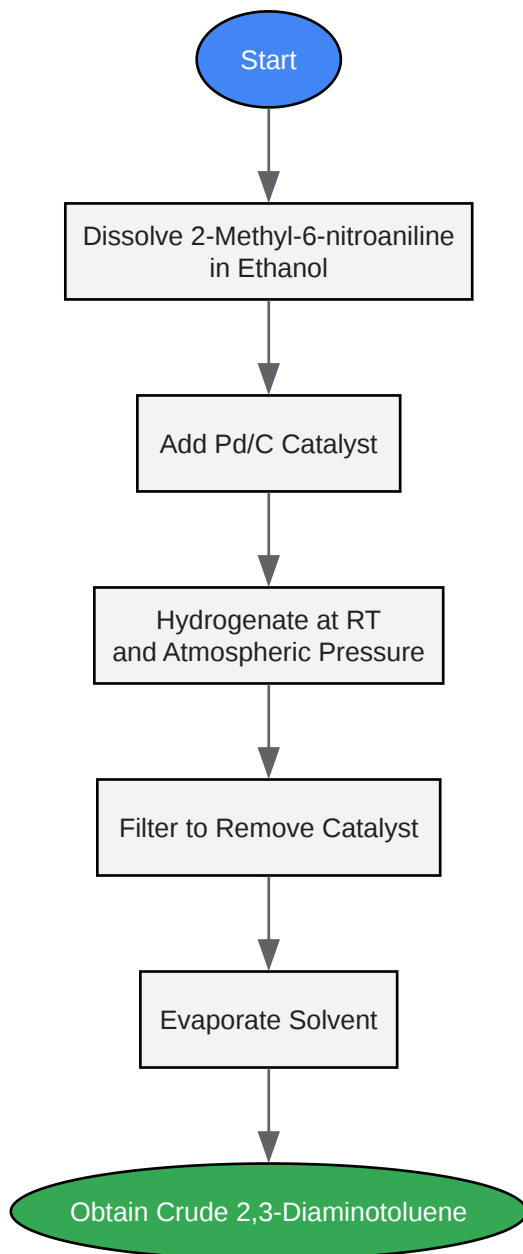 Start
Dissolve 2-Methyl-6-nitroaniline
in Ethanol
Add Pd/C Catalyst
Hydrogenate at RT
and Atmospheric Pressure
Filter to Remove Catalyst
Evaporate Solvent
Obtain Crude 2,3-Diaminotoluene